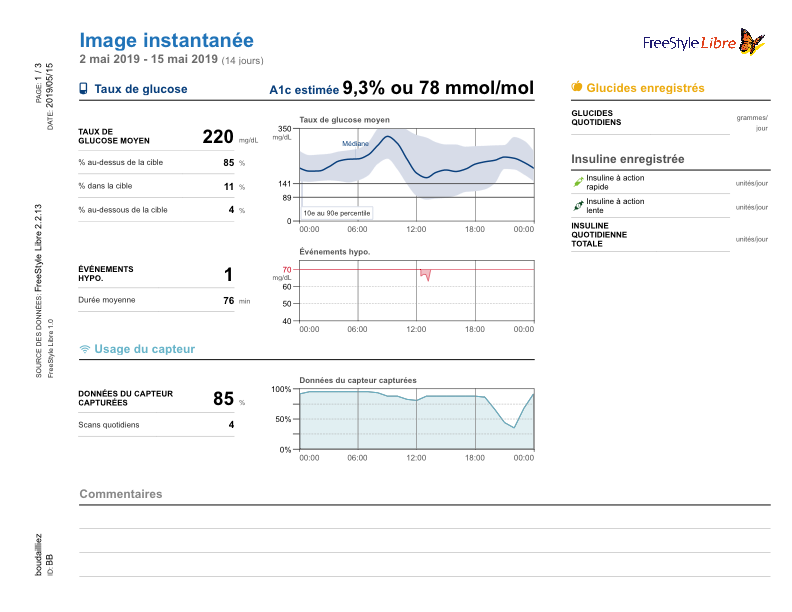 Image instantanée
2 mai 2019 - 15 mai 2019 (14 jours)
FreeStyle Libre
PAGE: 1 / 3
DATE: 2019/05/15
SOURCE DES DONNÉES: FreeStyle Libre 2.2.13
FreeStyle Libre 1.0
boudailliez
ID: BB
Taux de glucose
A1c estimée 9,3% ou 78 mmol/mol
TAUX DE
GLUCOSE MOYEN 220 mg/dL
% au-dessus de la cible 85 %
% dans la cible 11 %
% au-dessous de la cible 4 %
Taux de glucose moyen
350
mg/dL
141
89
0
Médiane
10e au 90e percentile
00:00 06:00 12:00 18:00 00:00
ÉVÉNEMENTS
HYPO. 1
Durée moyenne 76 min
Événements hypo.
70
mg/dL
60
50
40
00:00 06:00 12:00 18:00 00:00
Usage du capteur
DONNÉES DU CAPTEUR
CAPTURÉES 85 %
Scans quotidiens 4
Données du capteur capturées
100%
50%
0%
00:00 06:00 12:00 18:00 00:00
Glucides enregistrés
GLUCIDES
QUOTIDIENS grammes/
jour
Insuline enregistrée
Insuline à action
rapide unités/jour
Insuline à action
lente unités/jour
INSULINE
QUOTIDIENNE
TOTALE unités/jour
Commentaires